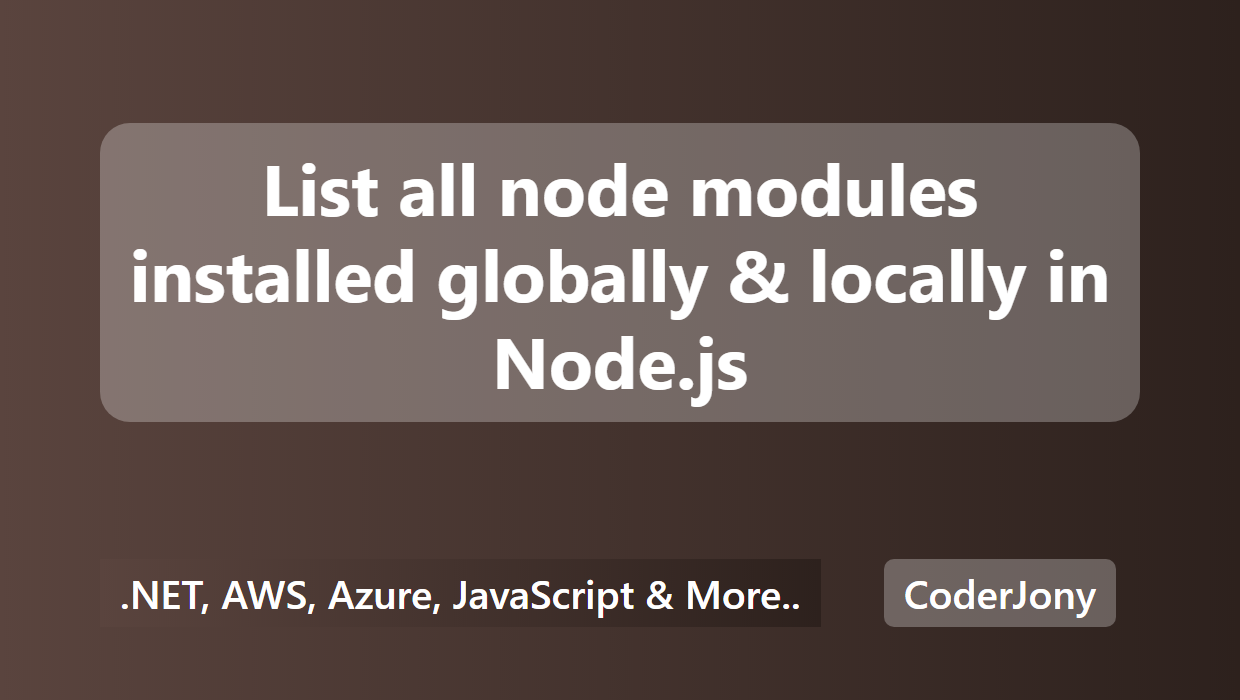 List all node modules
installed globally & locally in
Node.js
.NET, AWS, Azure, JavaScript & More..
CoderJony